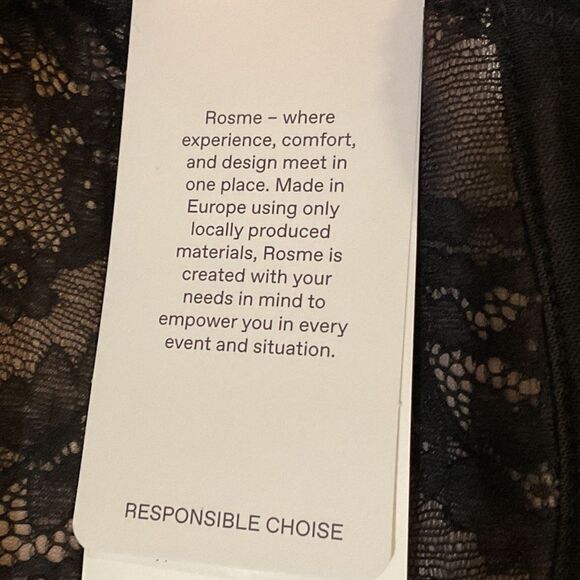 Rosme – where
experience, comfort,
and design meet in
one place. Made in
Europe using only
locally produced
materials, Rosme is
created with your
needs in mind to
empower you in every
event and situation.
RESPONSIBLE CHOISE